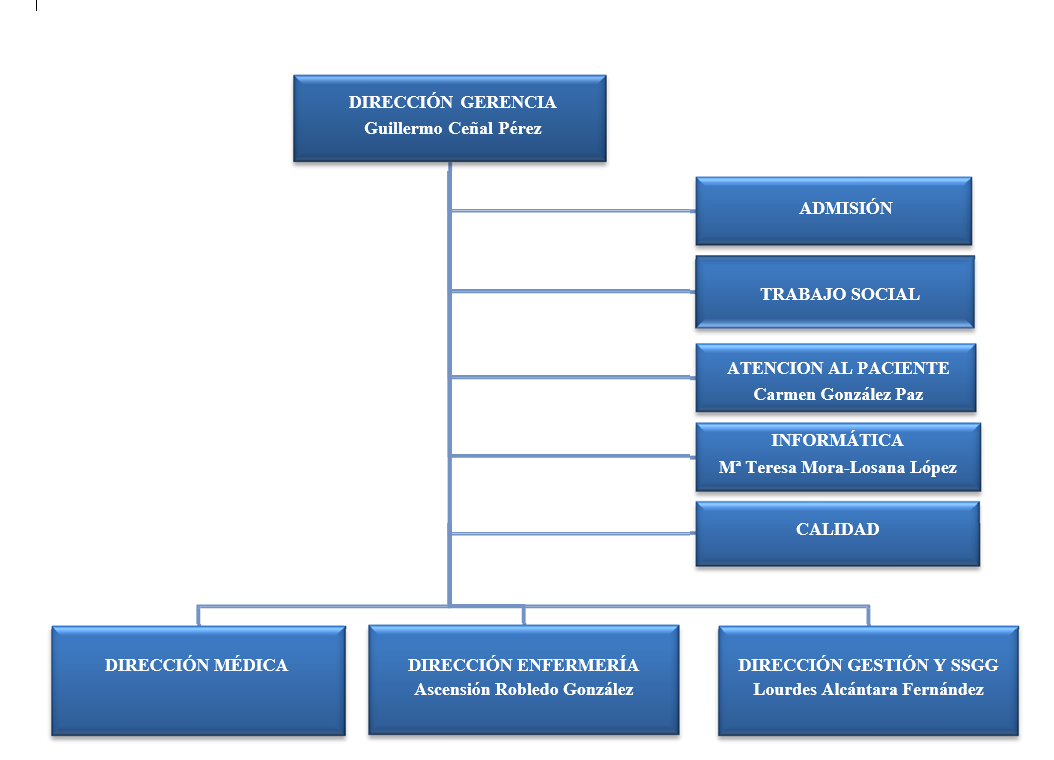 DIRECCIÓN GERENCIA
Guillermo Ceñal Pérez
ADMISIÓN
TRABAJO SOCIAL
ATENCION AL PACIENTE
Carmen González Paz
INFORMÁTICA
Mª Teresa Mora-Losana López
CALIDAD
DIRECCIÓN MÉDICA
DIRECCIÓN ENFERMERÍA
Ascensión Robledo González
DIRECCIÓN GESTIÓN Y SSGG
Lourdes Alcántara Fernández